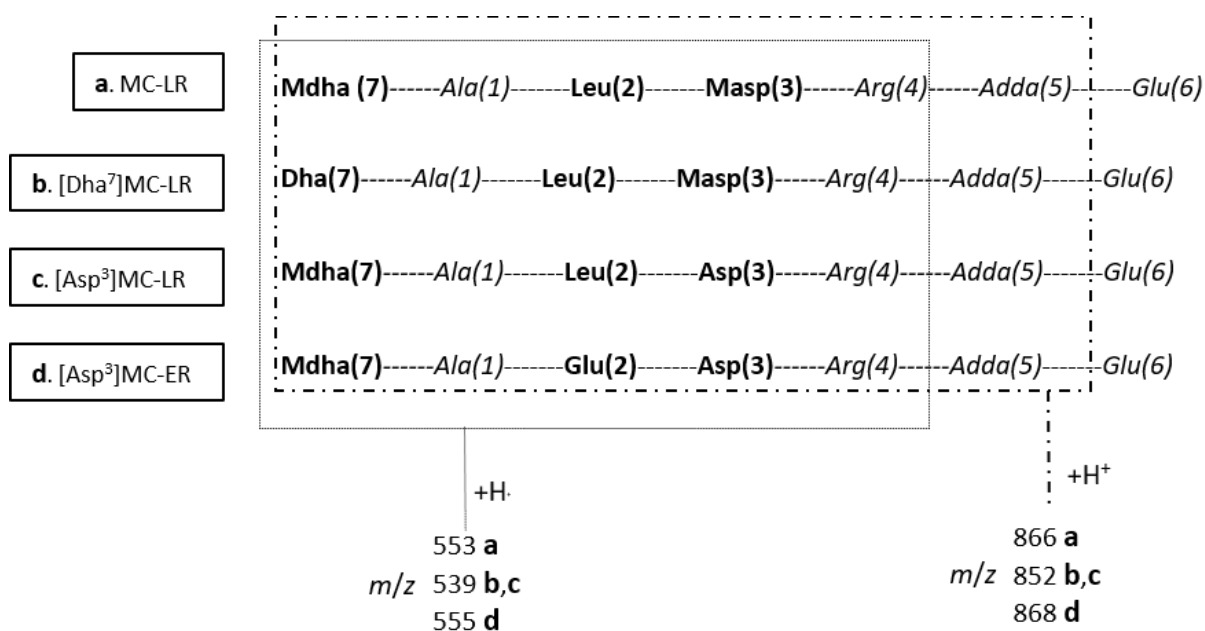 a. MC-LR
Mdha (7)------Ala(1)-------Leu(2)-------Masp(3)------Arg(4)------Adda(5)-------Glu(6)
b. [Dha⁷]MC-LR
Dha(7)------Ala(1)-------Leu(2)------Masp(3)------Arg(4)------Adda(5)------Glu(6)
c. [Asp³]MC-LR
Mdha(7)------Ala(1)-------Leu(2)------Asp(3)------Arg(4)------Adda(5)------Glu(6)
d. [Asp³]MC-ER
Mdha(7)------Ala(1)-------Glu(2)------Asp(3)------Arg(4)------Adda(5)------Glu(6)
+H·
553 a
m/z 539 b,c
555 d
+H⁺
866 a
m/z 852 b,c
868 d